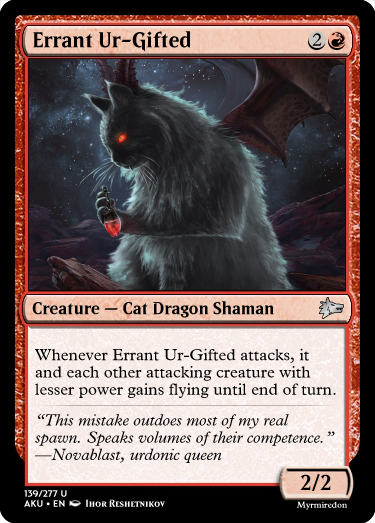 Errant Ur-Gifted 2
Creature — Cat Dragon Shaman
Whenever Errant Ur-Gifted attacks, it
and each other attacking creature with
lesser power gains flying until end of turn.
“This mistake outdoes most of my real
spawn. Speaks volumes of their competence.”
—Novablast, urdonic queen
2/2
139/277 U
AKU • EN Ihor Reshetnikov
Myrmiredon